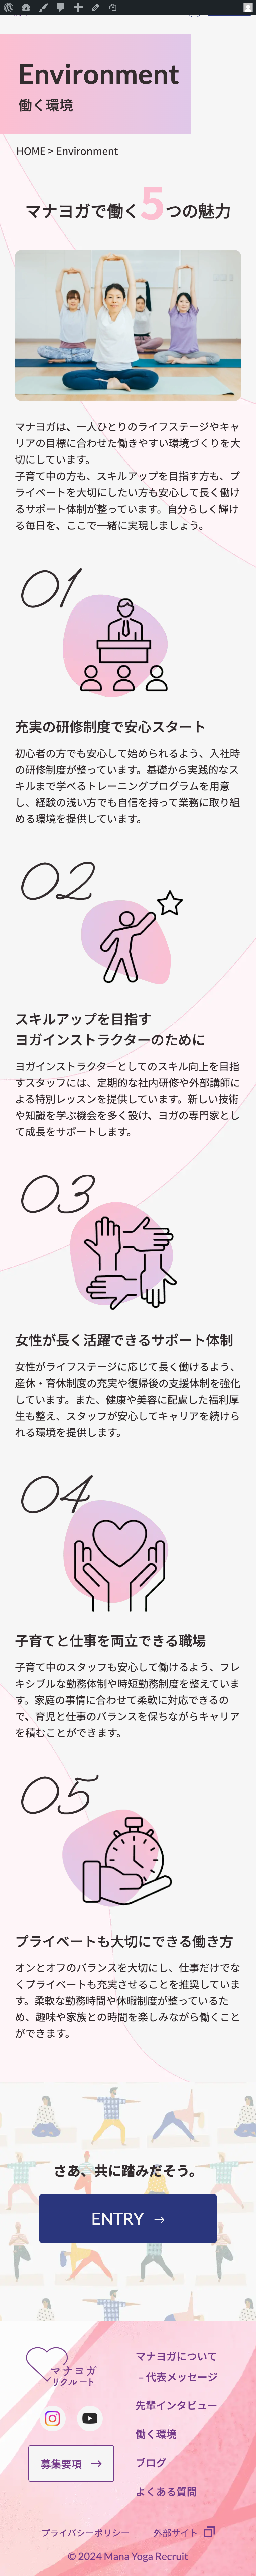 Environment
働く環境
HOME > Environment
マナヨガで働く5つの魅力
マナヨガは、一人ひとりのライフステージやキャ
リアの目標に合わせた働きやすい環境づくりを大
切にしています。
子育て中の方も、スキルアップを目指す方も、プ
ライベートを大切にしたい方も安心して長く働け
るサポート体制が整っています。自分らしく輝け
る毎日を、ここで一緒に実現しましょう。
01
充実の研修制度で安心スタート
初心者の方でも安心して始められるよう、入社時
の研修制度が整っています。基礎から実践的なス
キルまで学べるトレーニングプログラムを用意
し、経験の浅い方でも自信を持って業務に取り組
める環境を提供しています。
02
スキルアップを目指す
ヨガインストラクターのために
ヨガインストラクターとしてのスキル向上を目指
すスタッフには、定期的な社内研修や外部講師に
よる特別レッスンを提供しています。新しい技術
や知識を学ぶ機会を多く設け、ヨガの専門家とし
て成長をサポートします。
03
女性が長く活躍できるサポート体制
女性がライフステージに応じて長く働けるよう、
産休・育休制度の充実や復帰後の支援体制を強化
しています。また、健康や美容に配慮した福利厚
生も整え、スタッフが安心してキャリアを続けら
れる環境を提供します。
04
子育てと仕事を両立できる職場
子育て中のスタッフも安心して働けるよう、フレ
キシブルな勤務体制や時短勤務制度を整えていま
す。家庭の事情に合わせて柔軟に対応できるの
で、育児と仕事のバランスを保ちながらキャリア
を積むことができます。
05
プライベートも大切にできる働き方
オンとオフのバランスを大切にし、仕事だけでな
くプライベートも充実させることを推奨していま
す。柔軟な勤務時間や休暇制度が整っているた
め、趣味や家族との時間を楽しみながら働くこと
ができます。
さあ、共に踏みだそう。
ENTRY →
マナヨガ
リクルート
募集要項 →
マナヨガについて
– 代表メッセージ
先輩インタビュー
働く環境
ブログ
よくある質問
プライバシーポリシー 外部サイト
© 2024 Mana Yoga Recruit